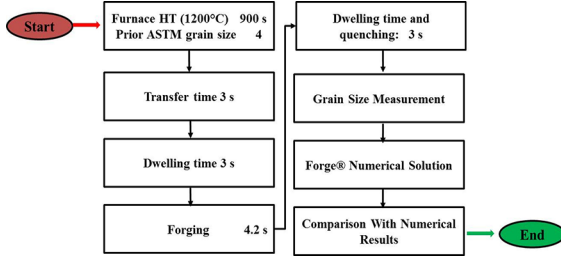 Start
Furnace HT (1200°C) 900 s
Prior ASTM grain size 4
Transfer time 3 s
Dwelling time 3 s
Forging 4.2 s
Dwelling time and
quenching: 3 s
Grain Size Measurement
Forge® Numerical Solution
Comparison With Numerical
Results
End